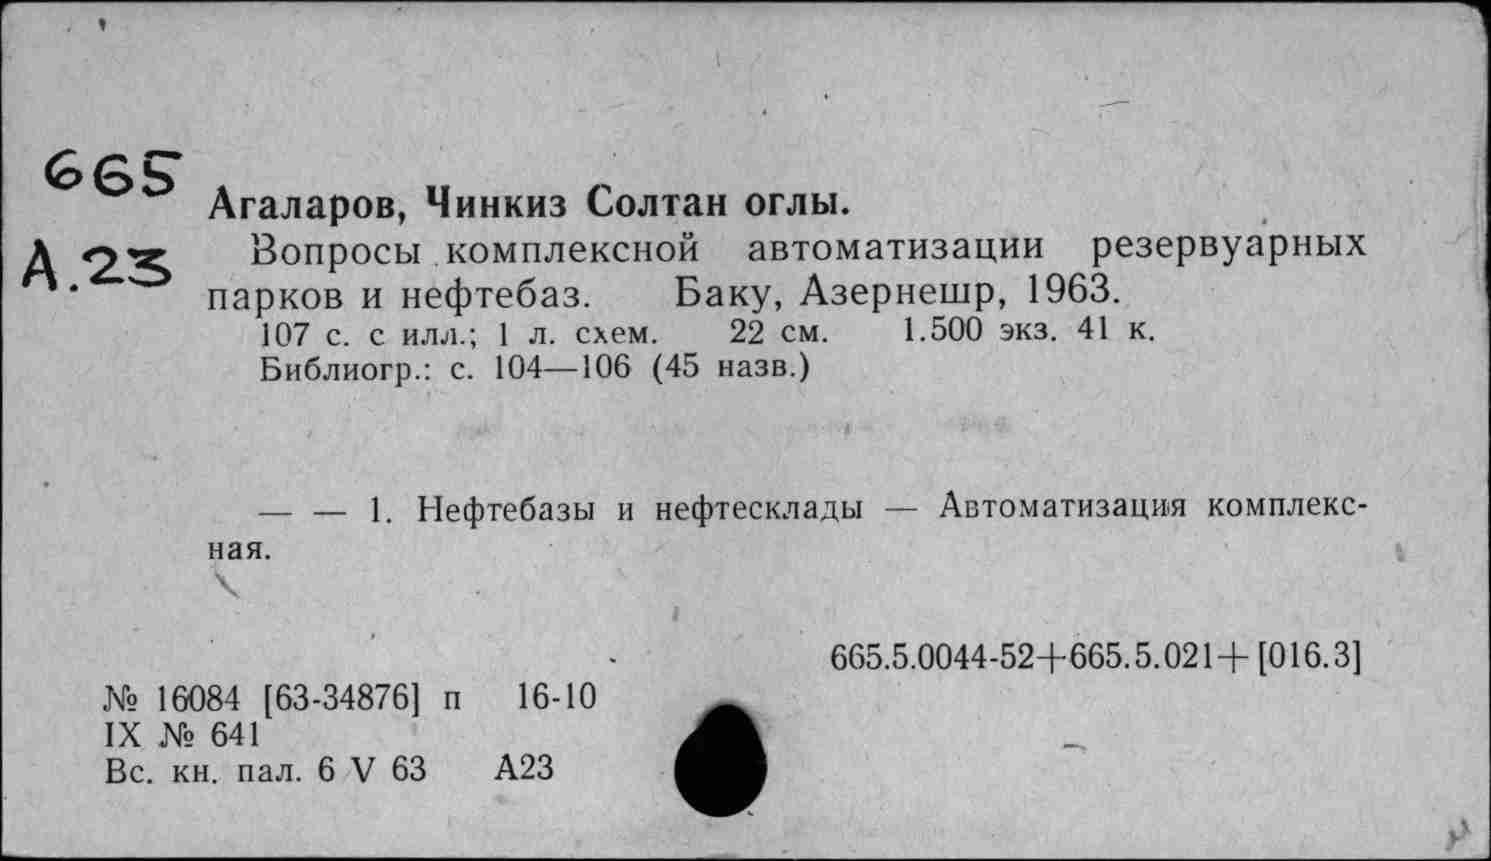 665
А.23
Агаларов, Чинкиз Солтан оглы.
Вопросы комплексной автоматизации резервуарных
парков и нефтебаз. Баку, Азернешр, 1963.
107 с. с илл.; 1 л. схем. 22 см. 1.500 экз. 41 к.
Библиогр.: с. 104—106 (45 назв.)
— — 1. Нефтебазы и нефтесклады — Автоматизация комплекс-
ная.
665.5.0044-52+665.5.021+[016.3]
№ 16084 [63-34876] п 16-10
IX № 641
Вс. кн. пал. 6 V 63 А23